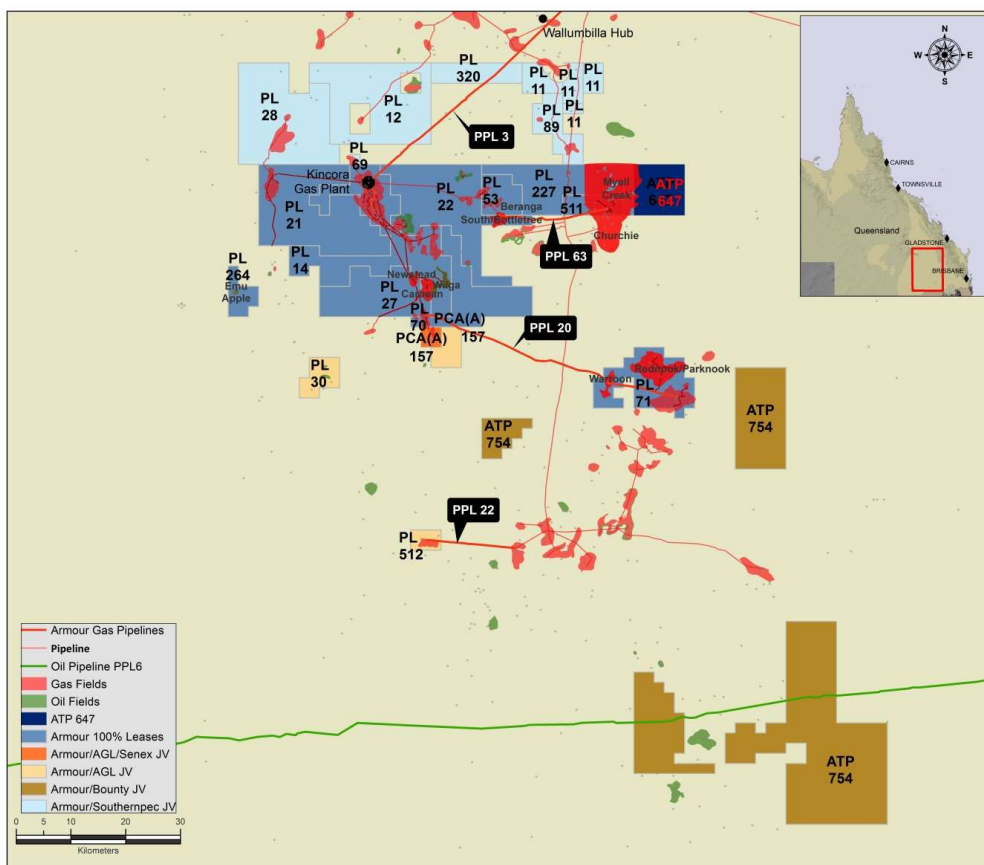 Wallumbilla Hub
PL
320
PL
11
PL
11
PL
11
PL
28
PL
12
PL
89
PL
11
PPL 3
PL
69
Kincora
Gas Plant
PL
22
PL
53
PL
227
PL
511
Myall
Creek
ATP
647
Beranga
South/Bottletree
PL
21
Churchie
PPL 63
PL
14
PL
264
Emu
Apple
Newstead
Wilga
PL
27
Carbean
PL
70
PCA(A)
157
PCA(A)
157
PPL 20
PL
30
Warroon
PL
71
ATP
754
ATP
754
PPL 22
PL
512
ATP
754
Armour Gas Pipelines
Pipeline
Oil Pipeline PPL6
Gas Fields
Oil Fields
ATP 647
Armour 100% Leases
Armour/AGL/Senex JV
Armour/AGL JV
Armour/Bounty JV
Armour/Southernpec JV
0 5 10 20 30
Kilometers
N
W E
S
CAIRNS
TOWNSVILLE
Queensland
GLADSTONE
BRISBANE